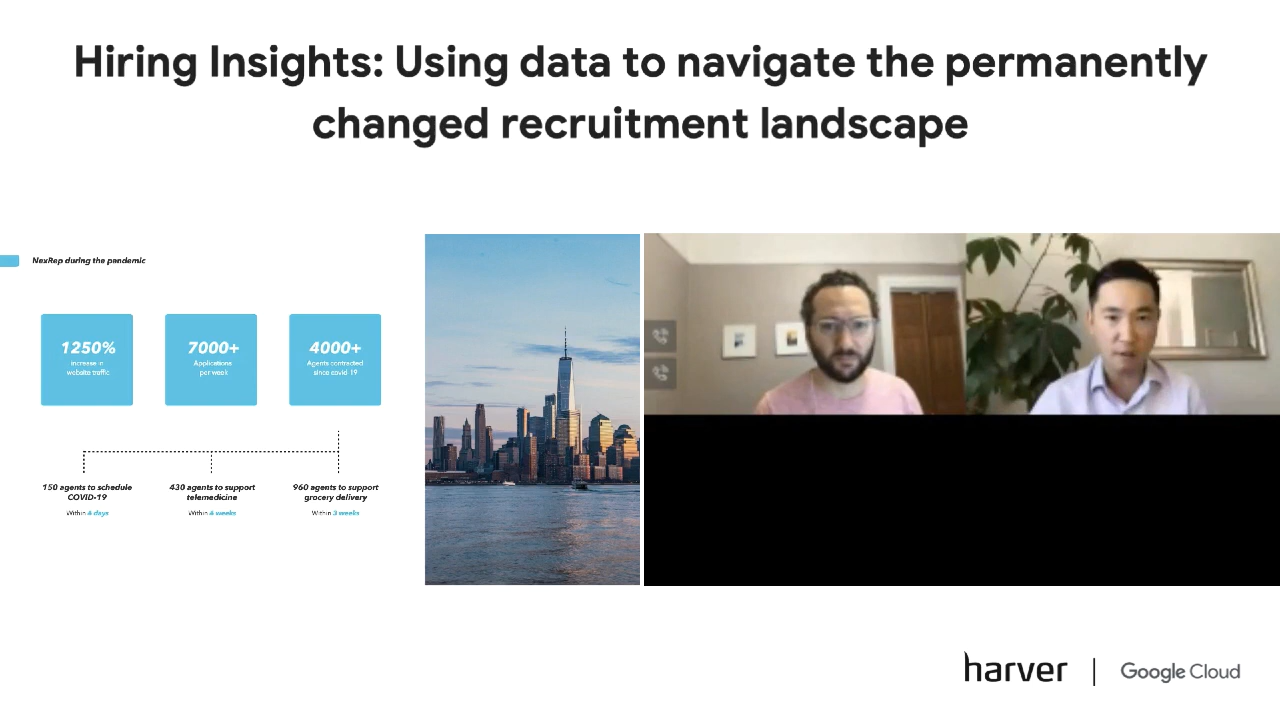 Hiring Insights: Using data to navigate the permanently
changed recruitment landscape
NexRep during the pandemic
1250%
increase in
website traffic
7000+
Applications
per week
4000+
Agents contracted
since covid 19
150 agents to schedule
COVID-19
Within 6 days
430 agents to support
telemedicine
Within 6 weeks
960 agents to support
grocery delivery
Within 3 weeks
harver | Google Cloud